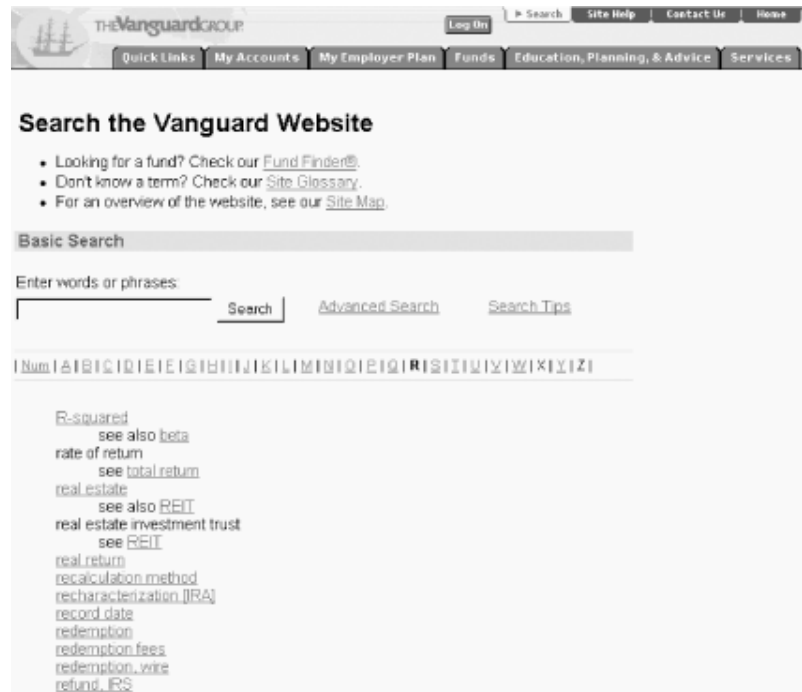 THEVanguardGROUP.
Log On
Search
Site Help | Contact Us | Home
Quick Links My Accounts My Employer Plan Funds Education, Planning, & Advice Services
Search the Vanguard Website
• Looking for a fund? Check our Fund Finder®.
• Don't know a term? Check our Site Glossary.
• For an overview of the website, see our Site Map.
Basic Search
Enter words or phrases:
Search Advanced Search Search Tips
| Num | A | B | C | D | E | F | G | H | I | J | K | L | M | N | O | P | Q | R | S | T | U | V | W | X | Y | Z |
R-squared
see also beta
rate of return
see total return
real estate
see also REIT
real estate investment trust
see REIT
real return
recalculation method
recharacterization [IRA]
record date
redemption
redemption fees
redemption, wire
refund, IRS